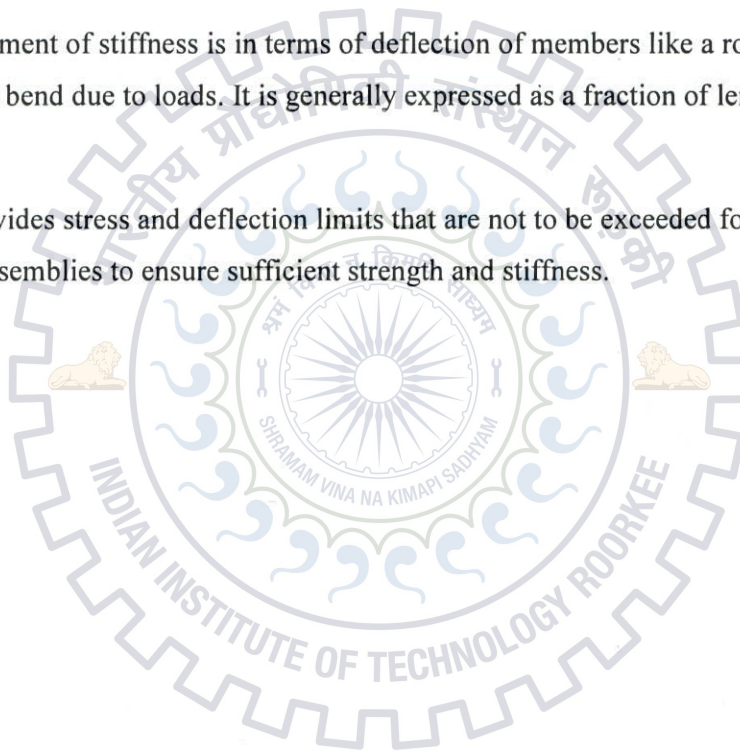 ment of stiffness is in terms of deflection of members like a ro
bend due to loads. It is generally expressed as a fraction of le
vides stress and deflection limits that are not to be exceeded fo
semblies to ensure sufficient strength and stiffness.
भारतीय प्रौद्योगिकी संस्थान रूड़की
श्रमं विना न किमपि साध्यम्
SHRAMAM VINA NA KIMAPI SADHYAM
INDIAN INSTITUTE OF TECHNOLOGY ROORKEE